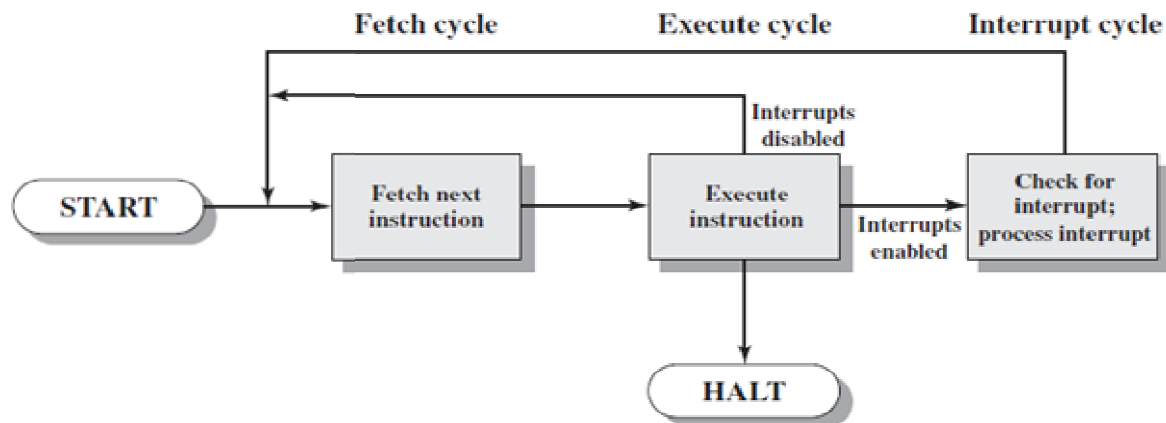 Fetch cycle
Execute cycle
Interrupt cycle
Interrupts
disabled
START
Fetch next
instruction
Execute
instruction
Interrupts
enabled
Check for
interrupt;
process interrupt
HALT